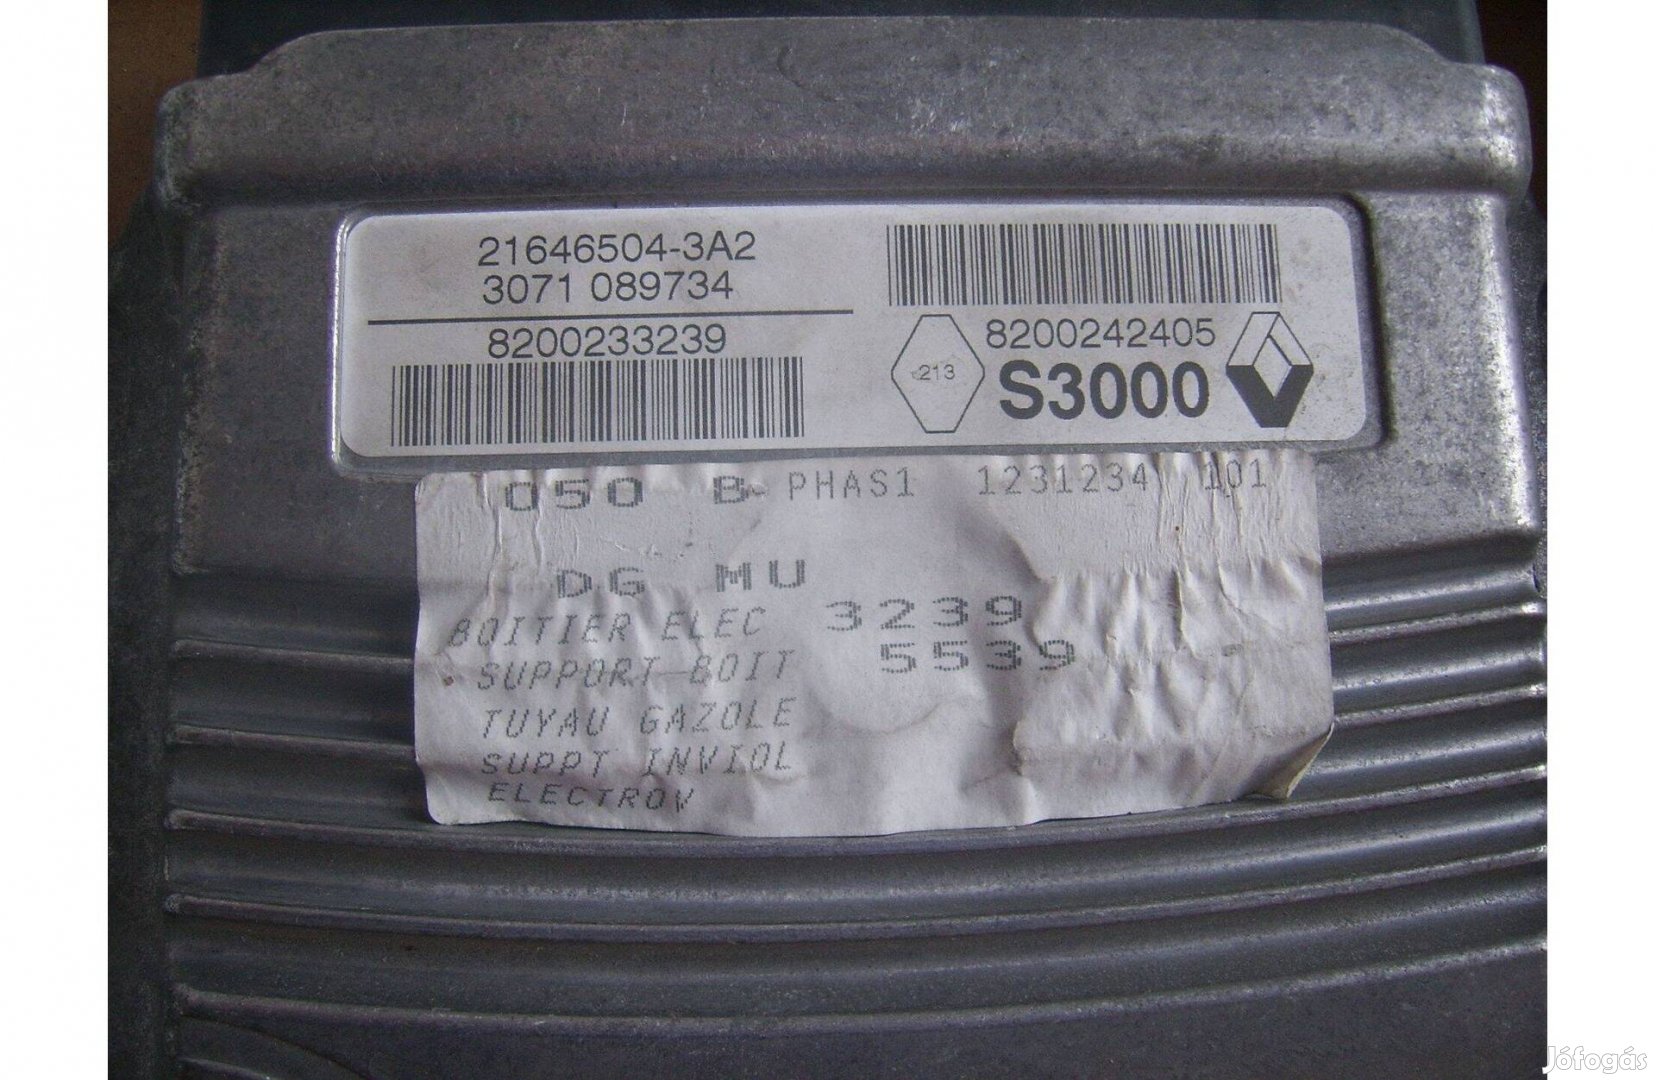 21646504-3A2
3071 089734
8200233239
8200242405
213
S3000
050 B PHAS1 1231234 101
DG MU
BOITIER ELEC 3239
SUPPORT BOIT 5539
TUYAU GAZOLE
SUPPT INVIOL
ELECTROV
Jófogás